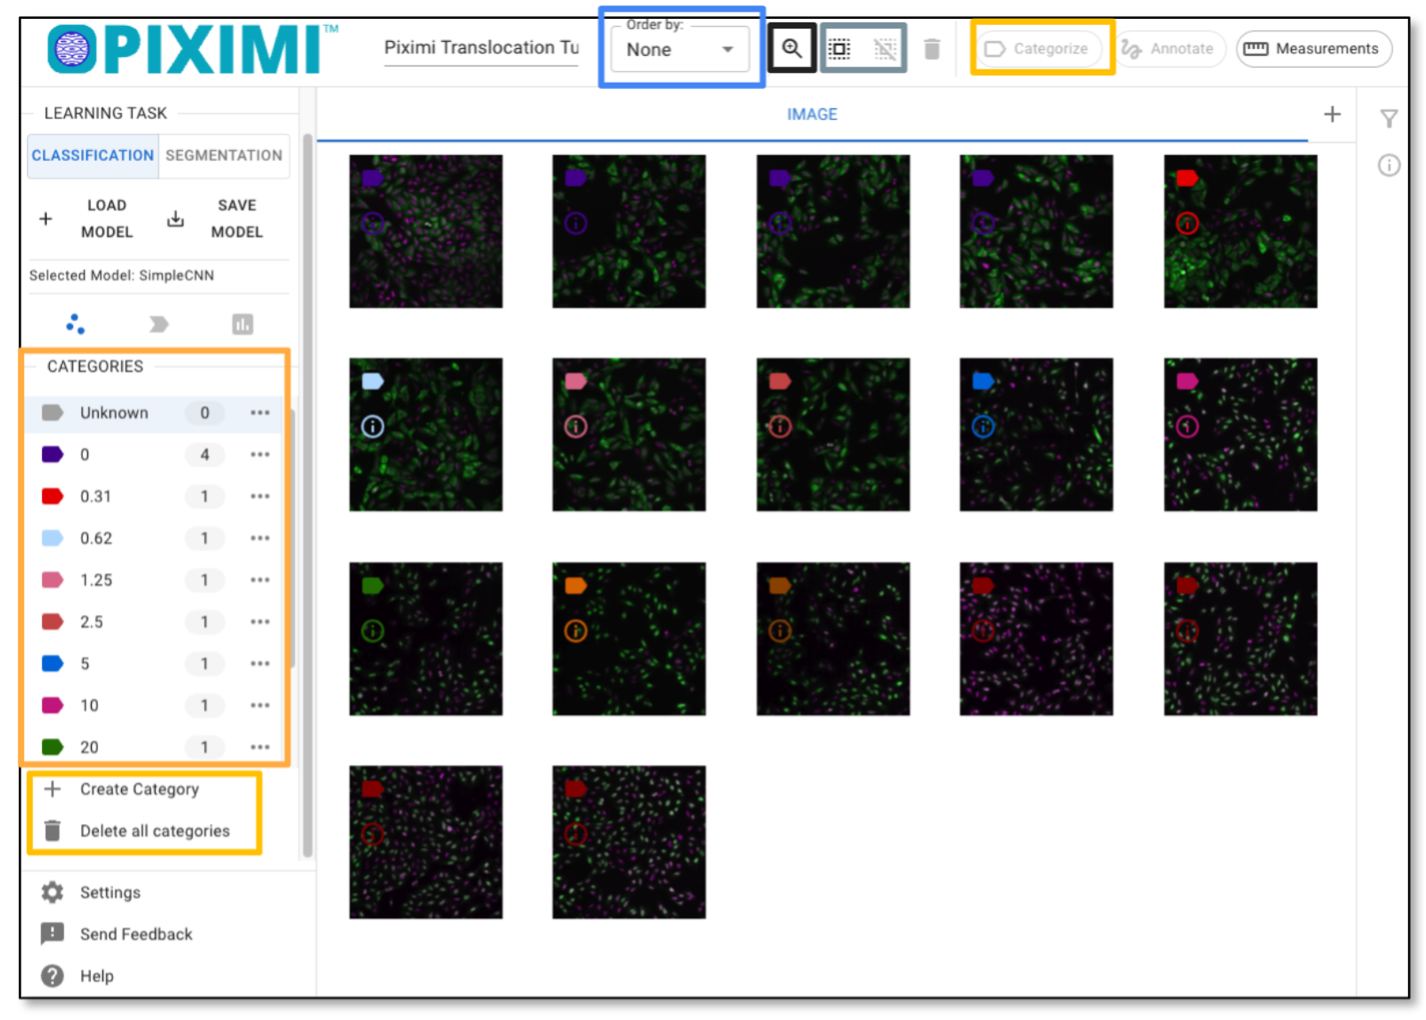 PIXIMI™
Piximi Translocation Tu
Order by:
None
Categorize
Annotate
Measurements
LEARNING TASK
CLASSIFICATION
SEGMENTATION
LOAD
MODEL
SAVE
MODEL
Selected Model: SimpleCNN
IMAGE
CATEGORIES
Unknown 0
0 4
0.31 1
0.62 1
1.25 1
2.5 1
5 1
10 1
20 1
Create Category
Delete all categories
Settings
Send Feedback
Help